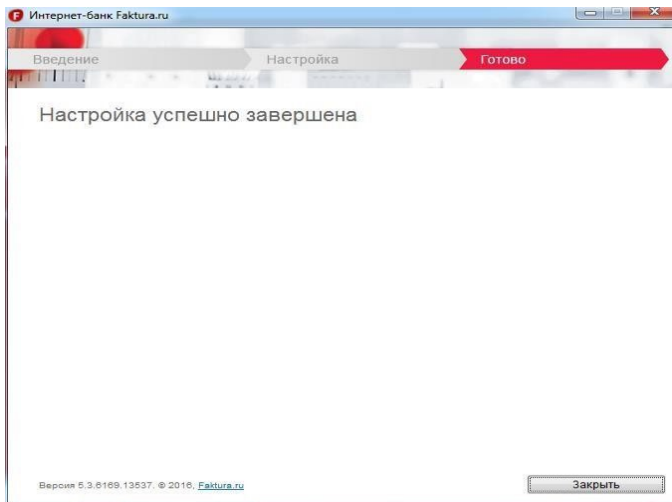 Интернет-банк Faktura.ru
Введение Настройка Готово
Настройка успешно завершена
Версия 5.3.6169.13537. © 2016, Faktura.ru
Закрыть